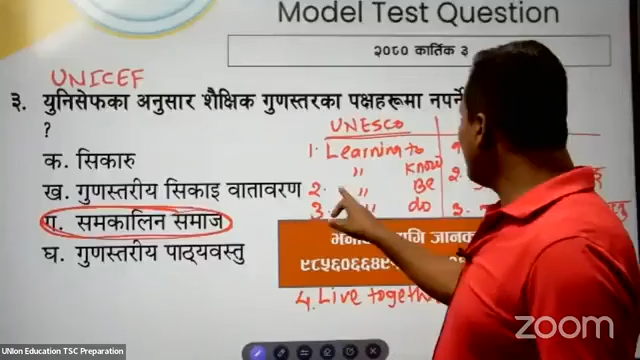 Model Test Question
२०८० कार्तिक ३
UNICEF
३. युनिसेफका अनुसार शैक्षिक गुणस्तरका पक्षहरूमा नपर्ने
?
क. सिकारु
ख. गुणस्तरीय सिकाइ वातावरण
ग. समकालिन समाज
घ. गुणस्तरीय पाठ्यवस्तु
UNESCO
1. Learning to
" Know
2. " Be
3. " do
4. Live together
UNIon Education TSC Preparation
zoom